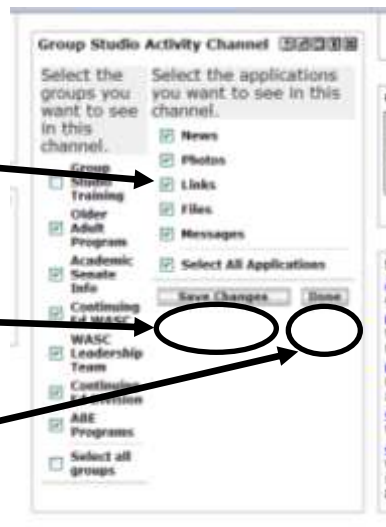 Group Studio Activity Channel
Select the
groups you
want to see
in this
channel.
Group
Studio
Training
Older
Adult
Program
Academic
Senate
Info
Continuing
Ed WASC
WASC
Leadership
Team
Continuing
Ed Division
ABE
Programs
Select all
groups
Select the applications
you want to see in this
channel.
News
Photos
Links
Files
Messages
Select All Applications
Save Changes Done